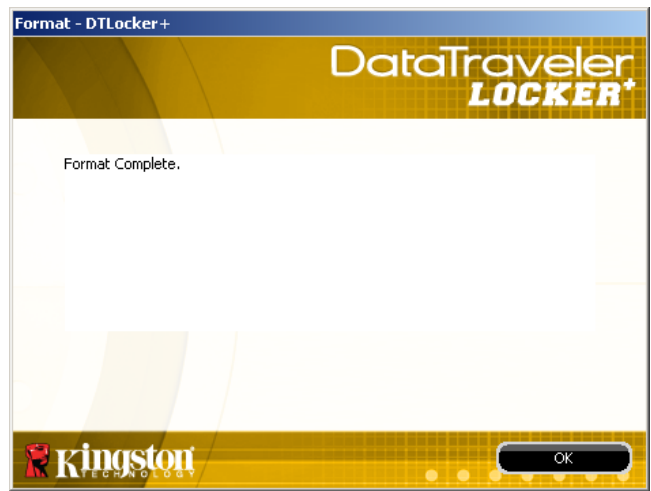 Format - DTLocker+
DataTraveler
LOCKER+
Format Complete.
Kingston
TECHNOLOGY
OK